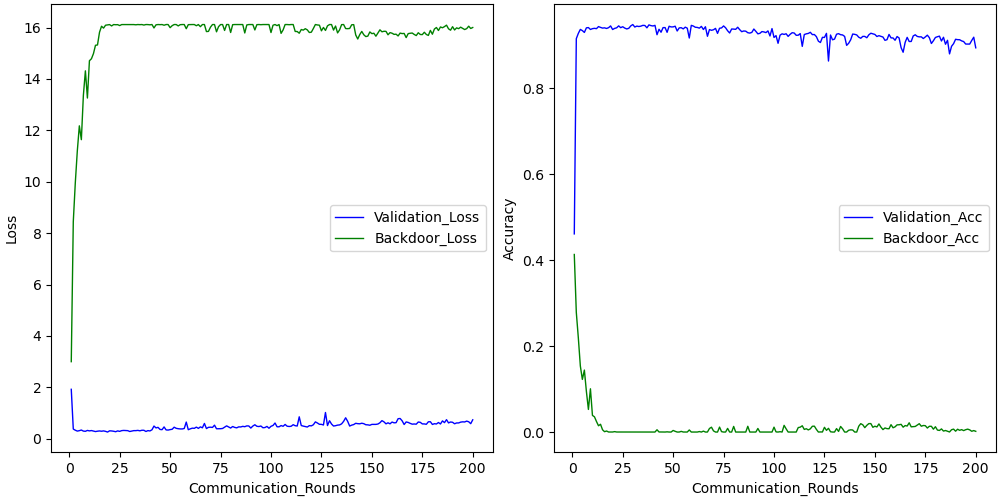 16
14
12
10
8
6
4
2
0
Loss
0 25 50 75 100 125 150 175 200
Communication_Rounds
Validation_Loss
Backdoor_Loss
0.8
0.6
0.4
0.2
0.0
Accuracy
0 25 50 75 100 125 150 175 200
Communication_Rounds
Validation_Acc
Backdoor_Acc